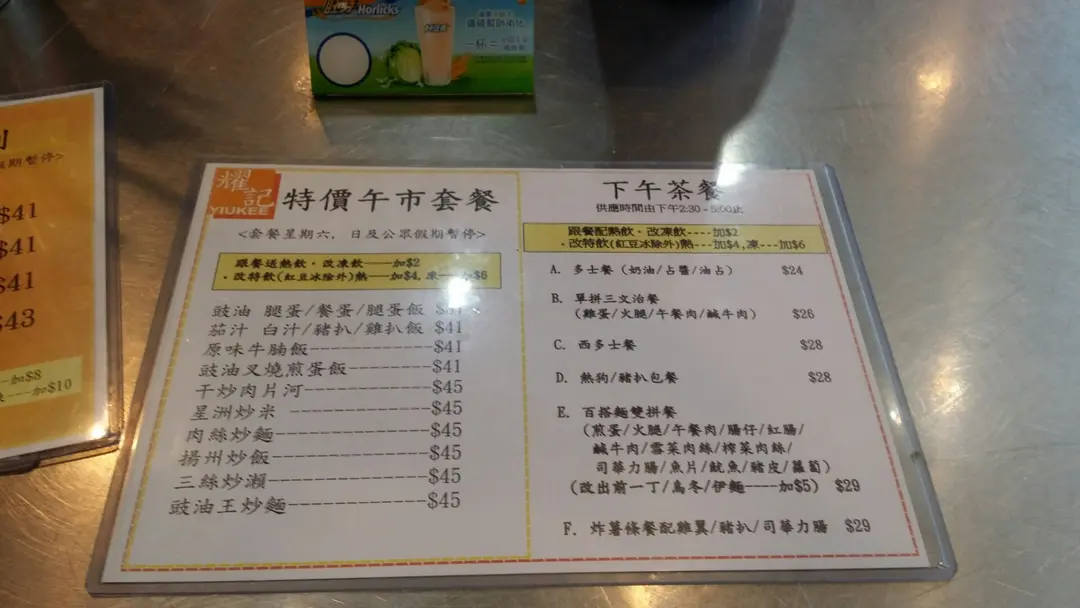 Horlicks
一杯=
期暫停>
$41
$41
$41
$43
加$8
加$10
耀記
YIUKEE
特價午市套餐
<套餐星期六, 日及公眾假期暫停>
跟餐送熱飲·改凍飲----加$2
·改特飲(紅豆冰除外)熱----加$4,凍----加$6
豉油 腿蛋/餐蛋/腿蛋飯
茄汁 白汁/豬扒/雞扒飯 $41
原味牛腩飯-------------$41
豉油叉燒煎蛋飯---------$41
干炒肉片河-------------$45
星洲炒米 --------------$45
肉絲炒麵---------------$45
揚州炒飯---------------$45
三絲炒瀨---------------$45
豉油王炒麵-------------$45
下午茶餐
供應時間由下午2:30 - 5:00止
跟餐配熱飲·改凍飲----加$2
·改特飲(紅豆冰除外)熱---加$4,凍---加$6
A. 多士餐 (奶油/占醬/油占) $24
B. 單拼三文治餐
(雞蛋/火腿/午餐肉/鹹牛肉) $26
C. 西多士餐 $28
D. 熱狗/豬扒包餐 $28
E. 百搭麵雙拼餐
(煎蛋/火腿/午餐肉/腸仔/紅腸/
鹹牛肉/雪菜肉絲/榨菜肉絲/
司華力腸/魚片/魷魚/豬皮/蘿蔔)
(改出前一丁/烏冬/伊麵----加$5) $29
F. 炸薯條餐配雞翼/豬扒/司華力腸 $29